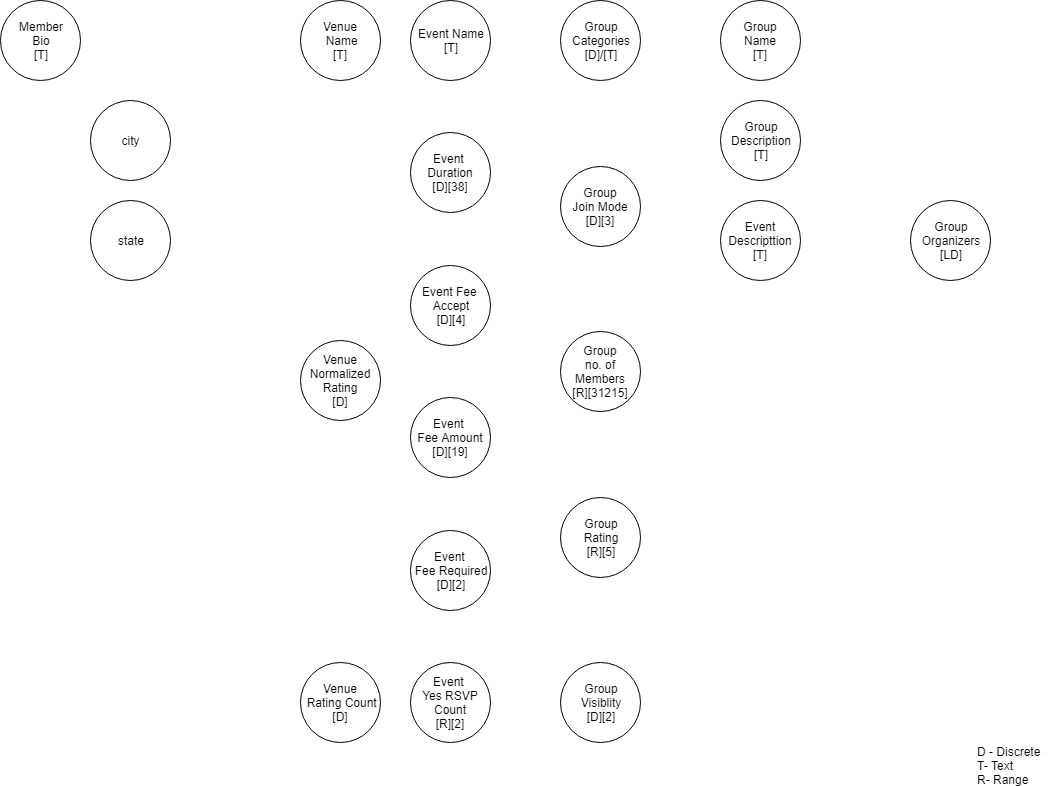 Member
Bio
[T]
Venue
Name
[T]
Event Name
[T]
Group
Categories
[D]/[T]
Group
Name
[T]
city
Group
Description
[T]
Event
Duration
[D][38]
Group
Join Mode
[D][3]
state
Event
Descripttion
[T]
Group
Organizers
[LD]
Event Fee
Accept
[D][4]
Venue
Normalized
Rating
[D]
Group
no. of
Members
[R][31215]
Event
Fee Amount
[D][19]
Group
Rating
[R][5]
Event
Fee Required
[D][2]
Venue
Rating Count
[D]
Event
Yes RSVP
Count
[R][2]
Group
Visiblity
[D][2]
D - Discrete
T- Text
R- Range